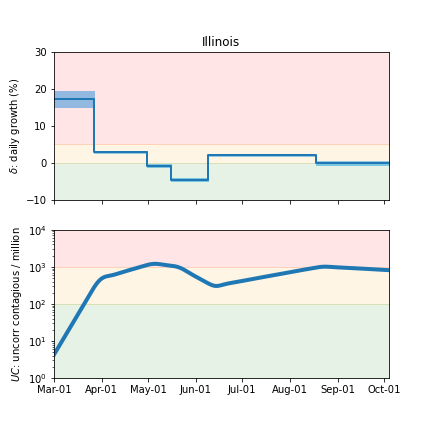 Illinois
δ: daily growth (%)
30
20
10
0
−10
UC: uncorr contagious / million
10⁴
10³
10²
10¹
10⁰
Mar-01 Apr-01 May-01 Jun-01 Jul-01 Aug-01 Sep-01 Oct-01